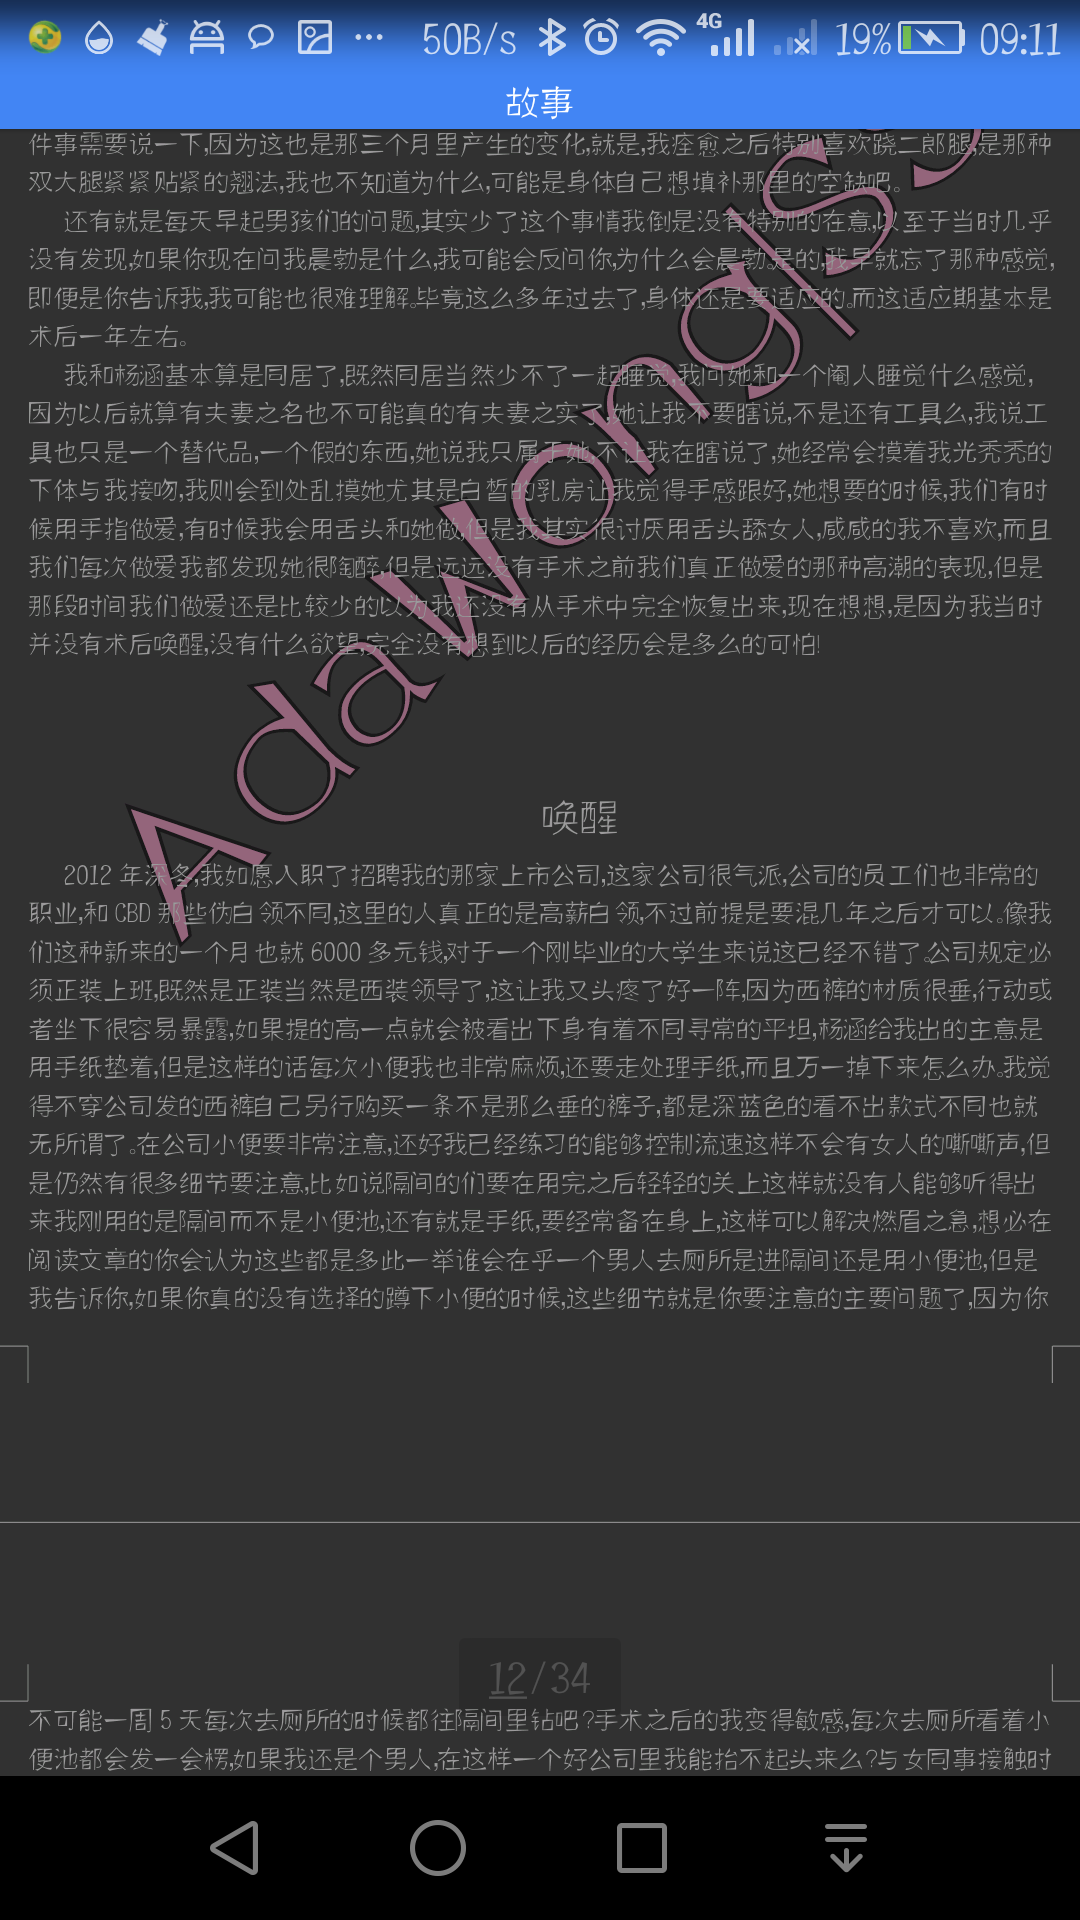 50B/s 4G 19% 09:11
故事
件事需要说一下,因为这也是那三个月里产生的变化,就是,我痊愈之后特别喜欢跷二郎腿,是那种
双大腿紧紧贴紧的翘法,我也不知道为什么,可能是身体自己想填补那里的空缺吧。
还有就是每天早起男孩们的问题,其实少了这个事情我倒是没有特别的在意,以至于当时几乎
没有发现,如果你现在问我晨勃是什么,我可能会反问你,为什么会晨勃。是的,我早就忘了那种感觉,
即便是你告诉我,我可能也很难理解。毕竟这么多年过去了,身体还是要适应的。而这适应期基本是
术后一年左右。
我和杨涵基本算是同居了,既然同居当然少不了一起睡觉,我问她和一个阉人睡觉什么感觉,
因为以后就算有夫妻之名也不可能真的有夫妻之实了,她让我不要瞎说,不是还有工具么,我说工
具也只是一个替代品,一个假的东西,她说我只属于她,不让我在瞎说了,她经常会摸着我光秃秃的
下体与我接吻,我则会到处乱摸她尤其是白皙的乳房让我觉得手感跟好,她想要的时候,我们有时
候用手指做爱,有时候我会用舌头和她做,但是我其实很讨厌用舌头舔女人,咸咸的我不喜欢,而且
我们每次做爱我都发现她很陶醉,但是远远没有手术之前我们真正做爱的那种高潮的表现,但是
那段时间我们做爱还是比较少的以为我还没有从手术中完全恢复出来,现在想想,是因为我当时
并没有术后唤醒,没有什么欲望,完全没有想到以后的经历会是多么的可怕!
Adawongjs
唤醒
2012 年深冬,我如愿入职了招聘我的那家上市公司,这家公司很气派,公司的员工们也非常的
职业,和 CBD 那些伪白领不同,这里的人真正的是高薪白领,不过前提是要混几年之后才可以。像我
们这种新来的一个月也就 6000 多元钱,对于一个刚毕业的大学生来说这已经不错了。公司规定必
须正装上班,既然是正装当然是西装领导了,这让我又头疼了好一阵,因为西裤的材质很垂,行动或
者坐下很容易暴露,如果提的高一点就会被看出下身有着不同寻常的平坦,杨涵给我出的主意是
用手纸垫着,但是这样的话每次小便我也非常麻烦,还要走处理手纸,而且万一掉下来怎么办。我觉
得不穿公司发的西裤自己另行购买一条不是那么垂的裤子,都是深蓝色的看不出款式不同也就
无所谓了。在公司小便要非常注意,还好我已经练习的能够控制流速这样不会有女人的嘶嘶声,但
是仍然有很多细节要注意,比如说隔间的们要在用完之后轻轻的关上这样就没有人能够听得出
来我刚用的是隔间而不是小便池,还有就是手纸,要经常备在身上,这样可以解决燃眉之急,想必在
阅读文章的你会认为这些都是多此一举谁会在乎一个男人去厕所是进隔间还是用小便池,但是
我告诉你,如果你真的没有选择的蹲下小便的时候,这些细节就是你要注意的主要问题了,因为你
12/34
不可能一周 5 天每次去厕所的时候都往隔间里钻吧?手术之后的我变得敏感,每次去厕所看着小
便池都会发一会楞,如果我还是个男人,在这样一个好公司里我能抬不起头来么?与女同事接触时